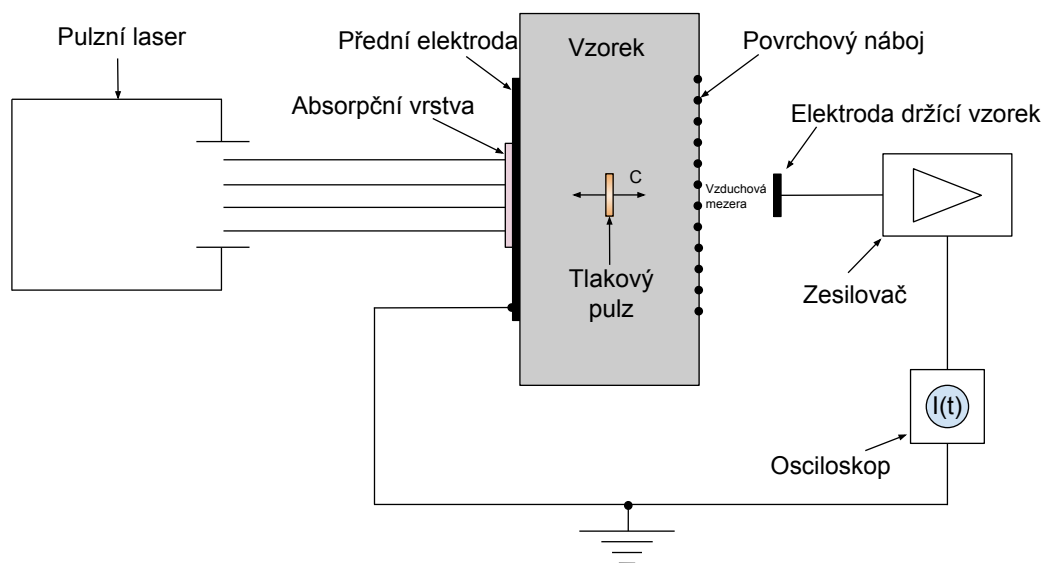 Pulzní laser
Přední elektroda
Vzorek
Povrchový náboj
Absorpční vrstva
Elektroda držící vzorek
C
Vzduchová
mezera
Tlakový
pulz
Zesilovač
I(t)
Osciloskop